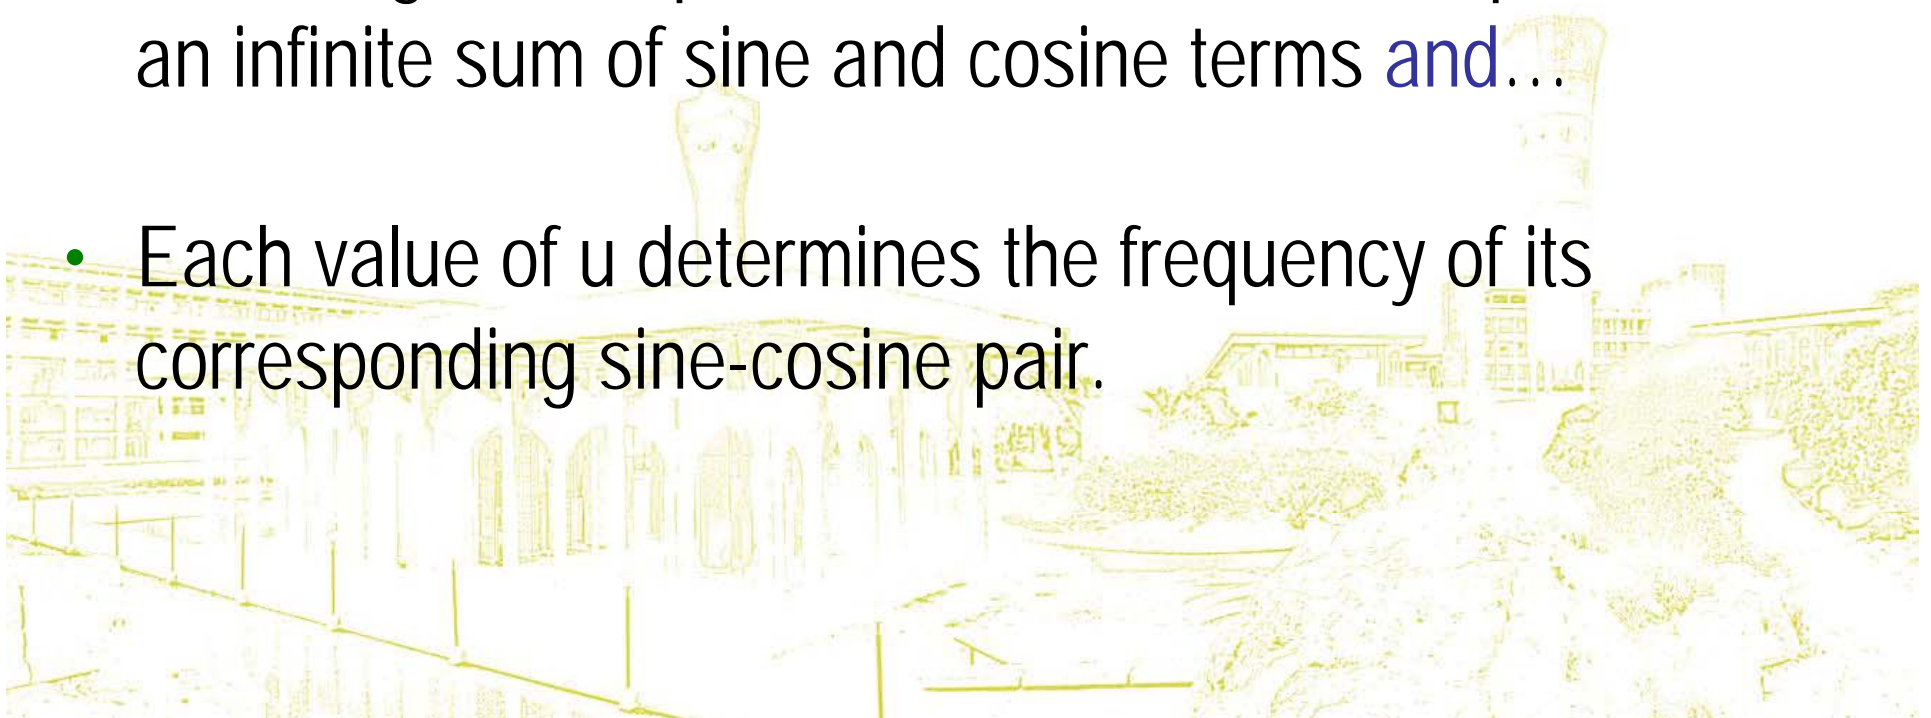 an infinite sum of sine and cosine terms and…
• Each value of u determines the frequency of its
corresponding sine-cosine pair.